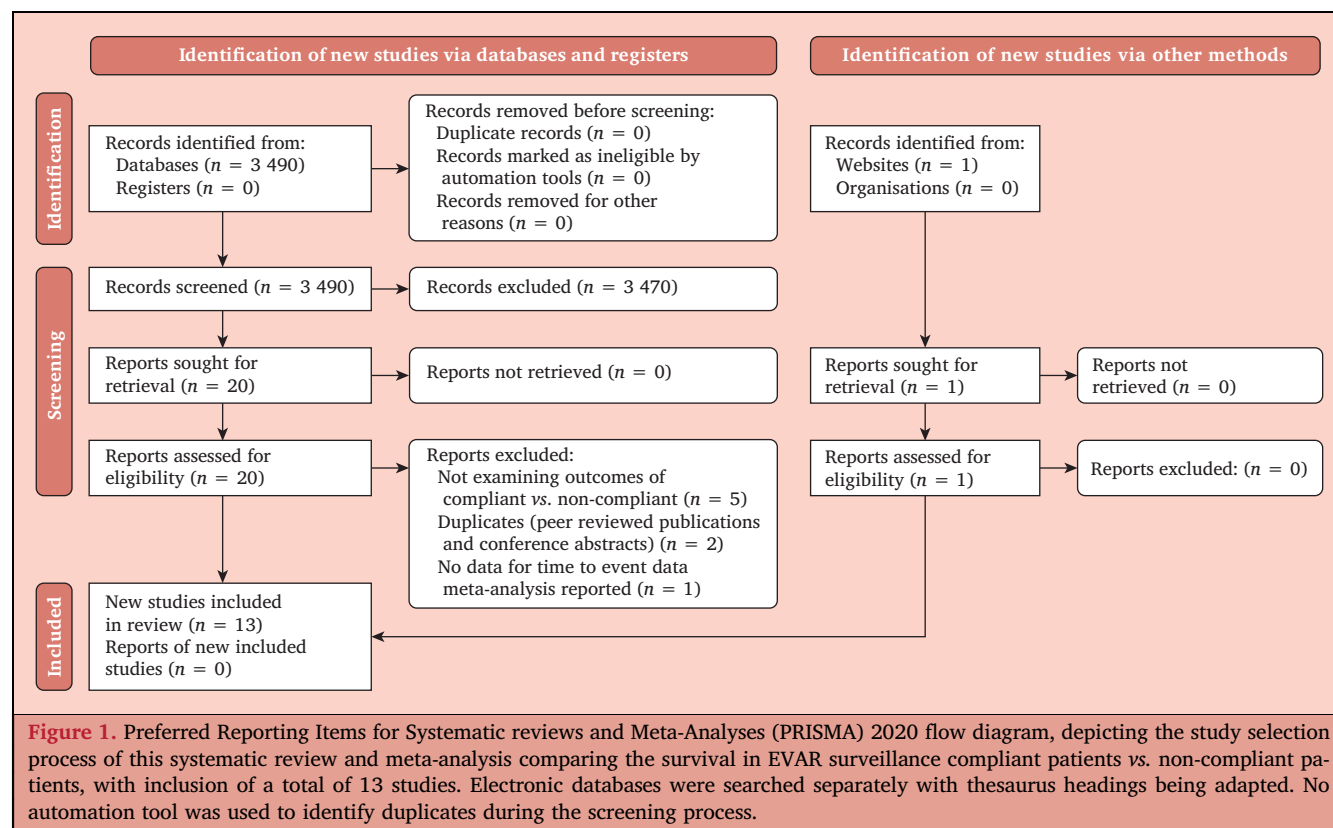 Identification of new studies via databases and registers
Identification of new studies via other methods
Identification
Records identified from:
Databases (n = 3 490)
Registers (n = 0)
Records removed before screening:
Duplicate records (n = 0)
Records marked as ineligible by
automation tools (n = 0)
Records removed for other
reasons (n = 0)
Records identified from:
Websites (n = 1)
Organisations (n = 0)
Screening
Records screened (n = 3 490)
Records excluded (n = 3 470)
Reports sought for
retrieval (n = 20)
Reports not retrieved (n = 0)
Reports sought for
retrieval (n = 1)
Reports not
retrieved (n = 0)
Reports assessed for
eligibility (n = 20)
Reports excluded:
Not examining outcomes of
compliant vs. non-compliant (n = 5)
Duplicates (peer reviewed publications
and conference abstracts) (n = 2)
No data for time to event data
meta-analysis reported (n = 1)
Reports assessed for
eligibility (n = 1)
Reports excluded: (n = 0)
Included
New studies included
in review (n = 13)
Reports of new included
studies (n = 0)
Figure 1. Preferred Reporting Items for Systematic reviews and Meta-Analyses (PRISMA) 2020 flow diagram, depicting the study selection
process of this systematic review and meta-analysis comparing the survival in EVAR surveillance compliant patients vs. non-compliant pa-
tients, with inclusion of a total of 13 studies. Electronic databases were searched separately with thesaurus headings being adapted. No
automation tool was used to identify duplicates during the screening process.